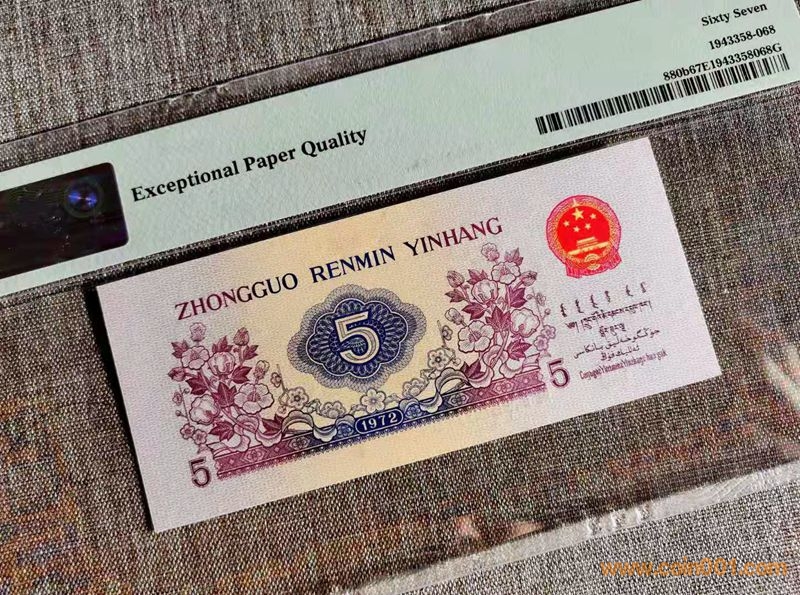 Sixty Seven
1943358-068
880b67E1943358068G
Exceptional Paper Quality
ZHONGGUO RENMIN YINHANG
5
1972
5
5
www.coin001.com